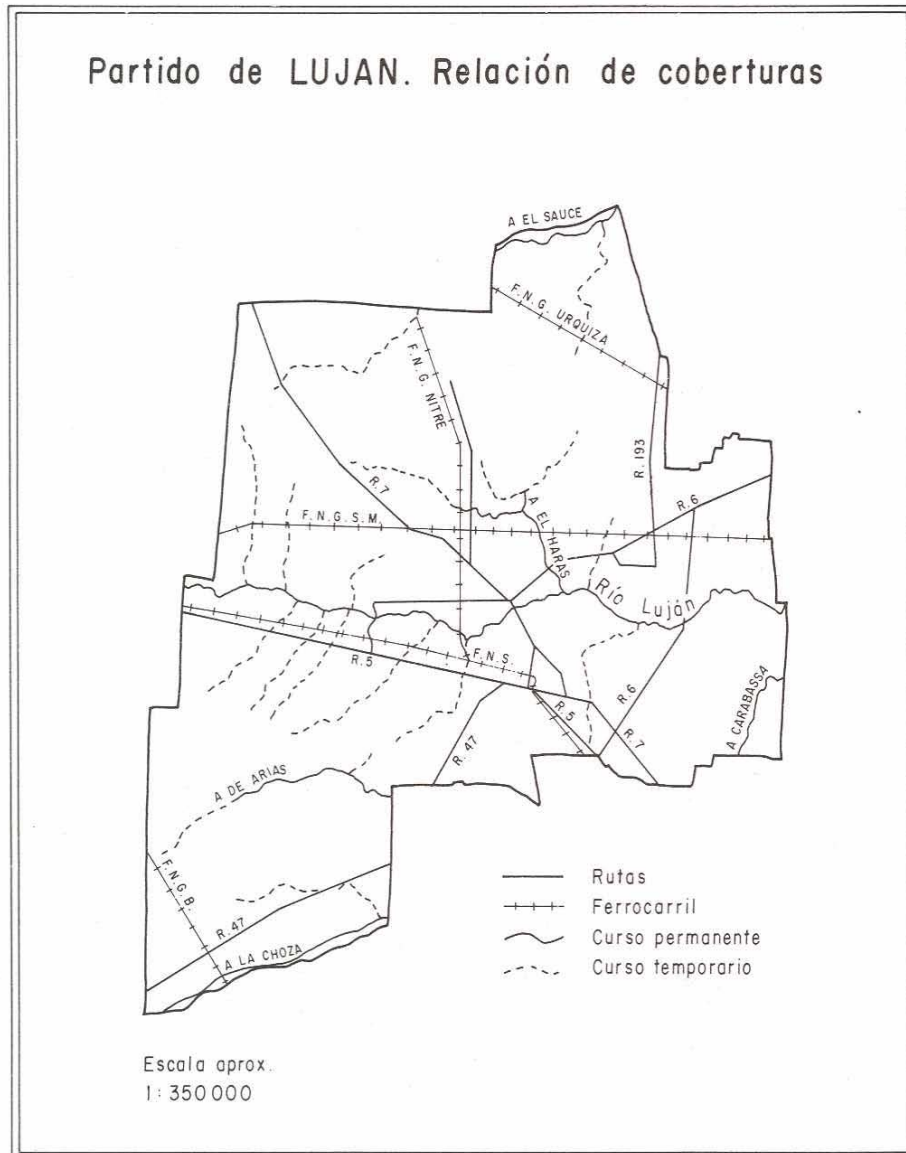 Partido de LUJAN. Relación de coberturas
A EL SAUCE
F.N.G. URQUIZA
F.N.G. NITRE
R. 193
R.7
R.6
F.N.G.S.M.
A EL HARAS
Río Luján
R.5
F.N.S.
R.6
A CARABASSA
R.5
R.7
R.47
A DE ARIAS
F.N.G.B.
R.47
A LA CHOZA
Rutas
Ferrocarril
Curso permanente
Curso temporario
Escala aprox.
1: 350 000